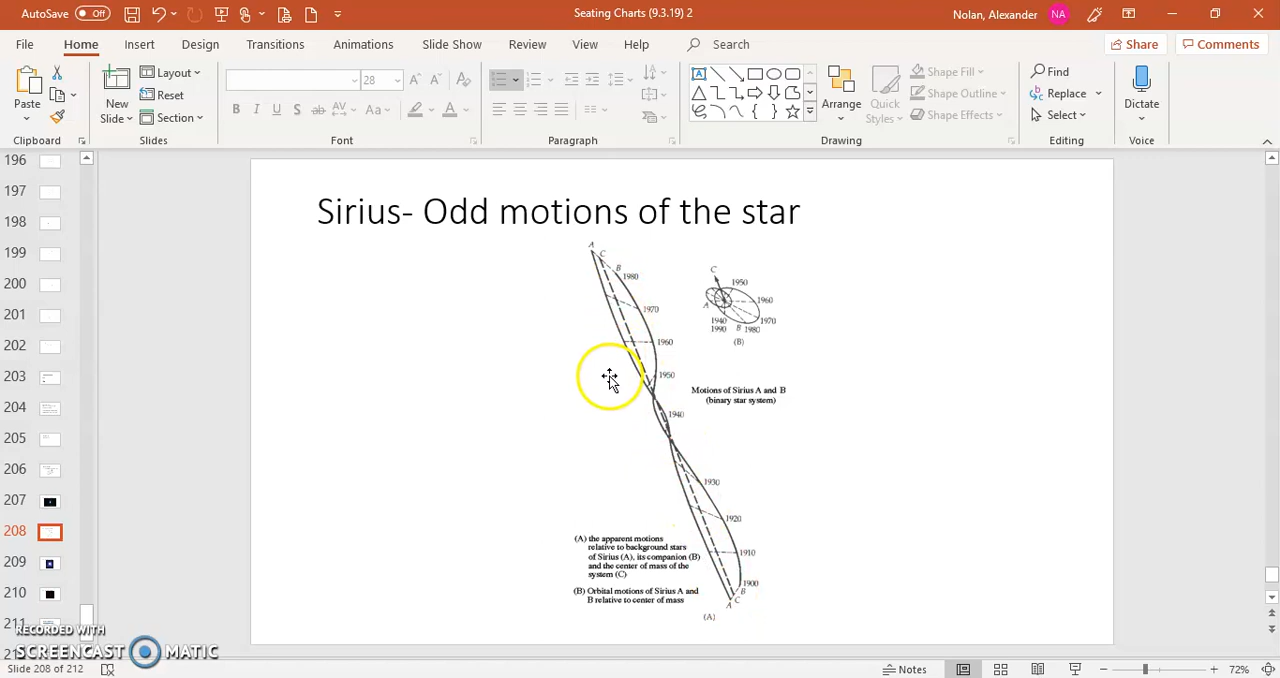 AutoSave Off Seating Charts (9.3.19) 2 Nolan, Alexander NA
File Home Insert Design Transitions Animations Slide Show Review View Help Search Share Comments
Paste New Slide Layout Reset Section 28 Arrange Quick Styles Shape Fill Shape Outline Shape Effects Find Replace Select Dictate
Clipboard Slides Font Paragraph Drawing Editing Voice
196
197
198
199
200
201
202
203
204
205
206
207
208
209
210
211
Sirius- Odd motions of the star
A
C
B
1980
1970
1960
1950
1940
1930
1920
1910
1900
B
C
A
(A)
C
1950
1960
A
1970
1940
1990
B 1980
(B)
Motions of Sirius A and B
(binary star system)
(A) the apparent motions
relative to background stars
of Sirius (A), its companion (B)
and the center of mass of the
system (C)
(B) Orbital motions of Sirius A and
B relative to center of mass
RECORDED WITH
SCREENCAST MATIC
Slide 208 of 212 Notes 72%